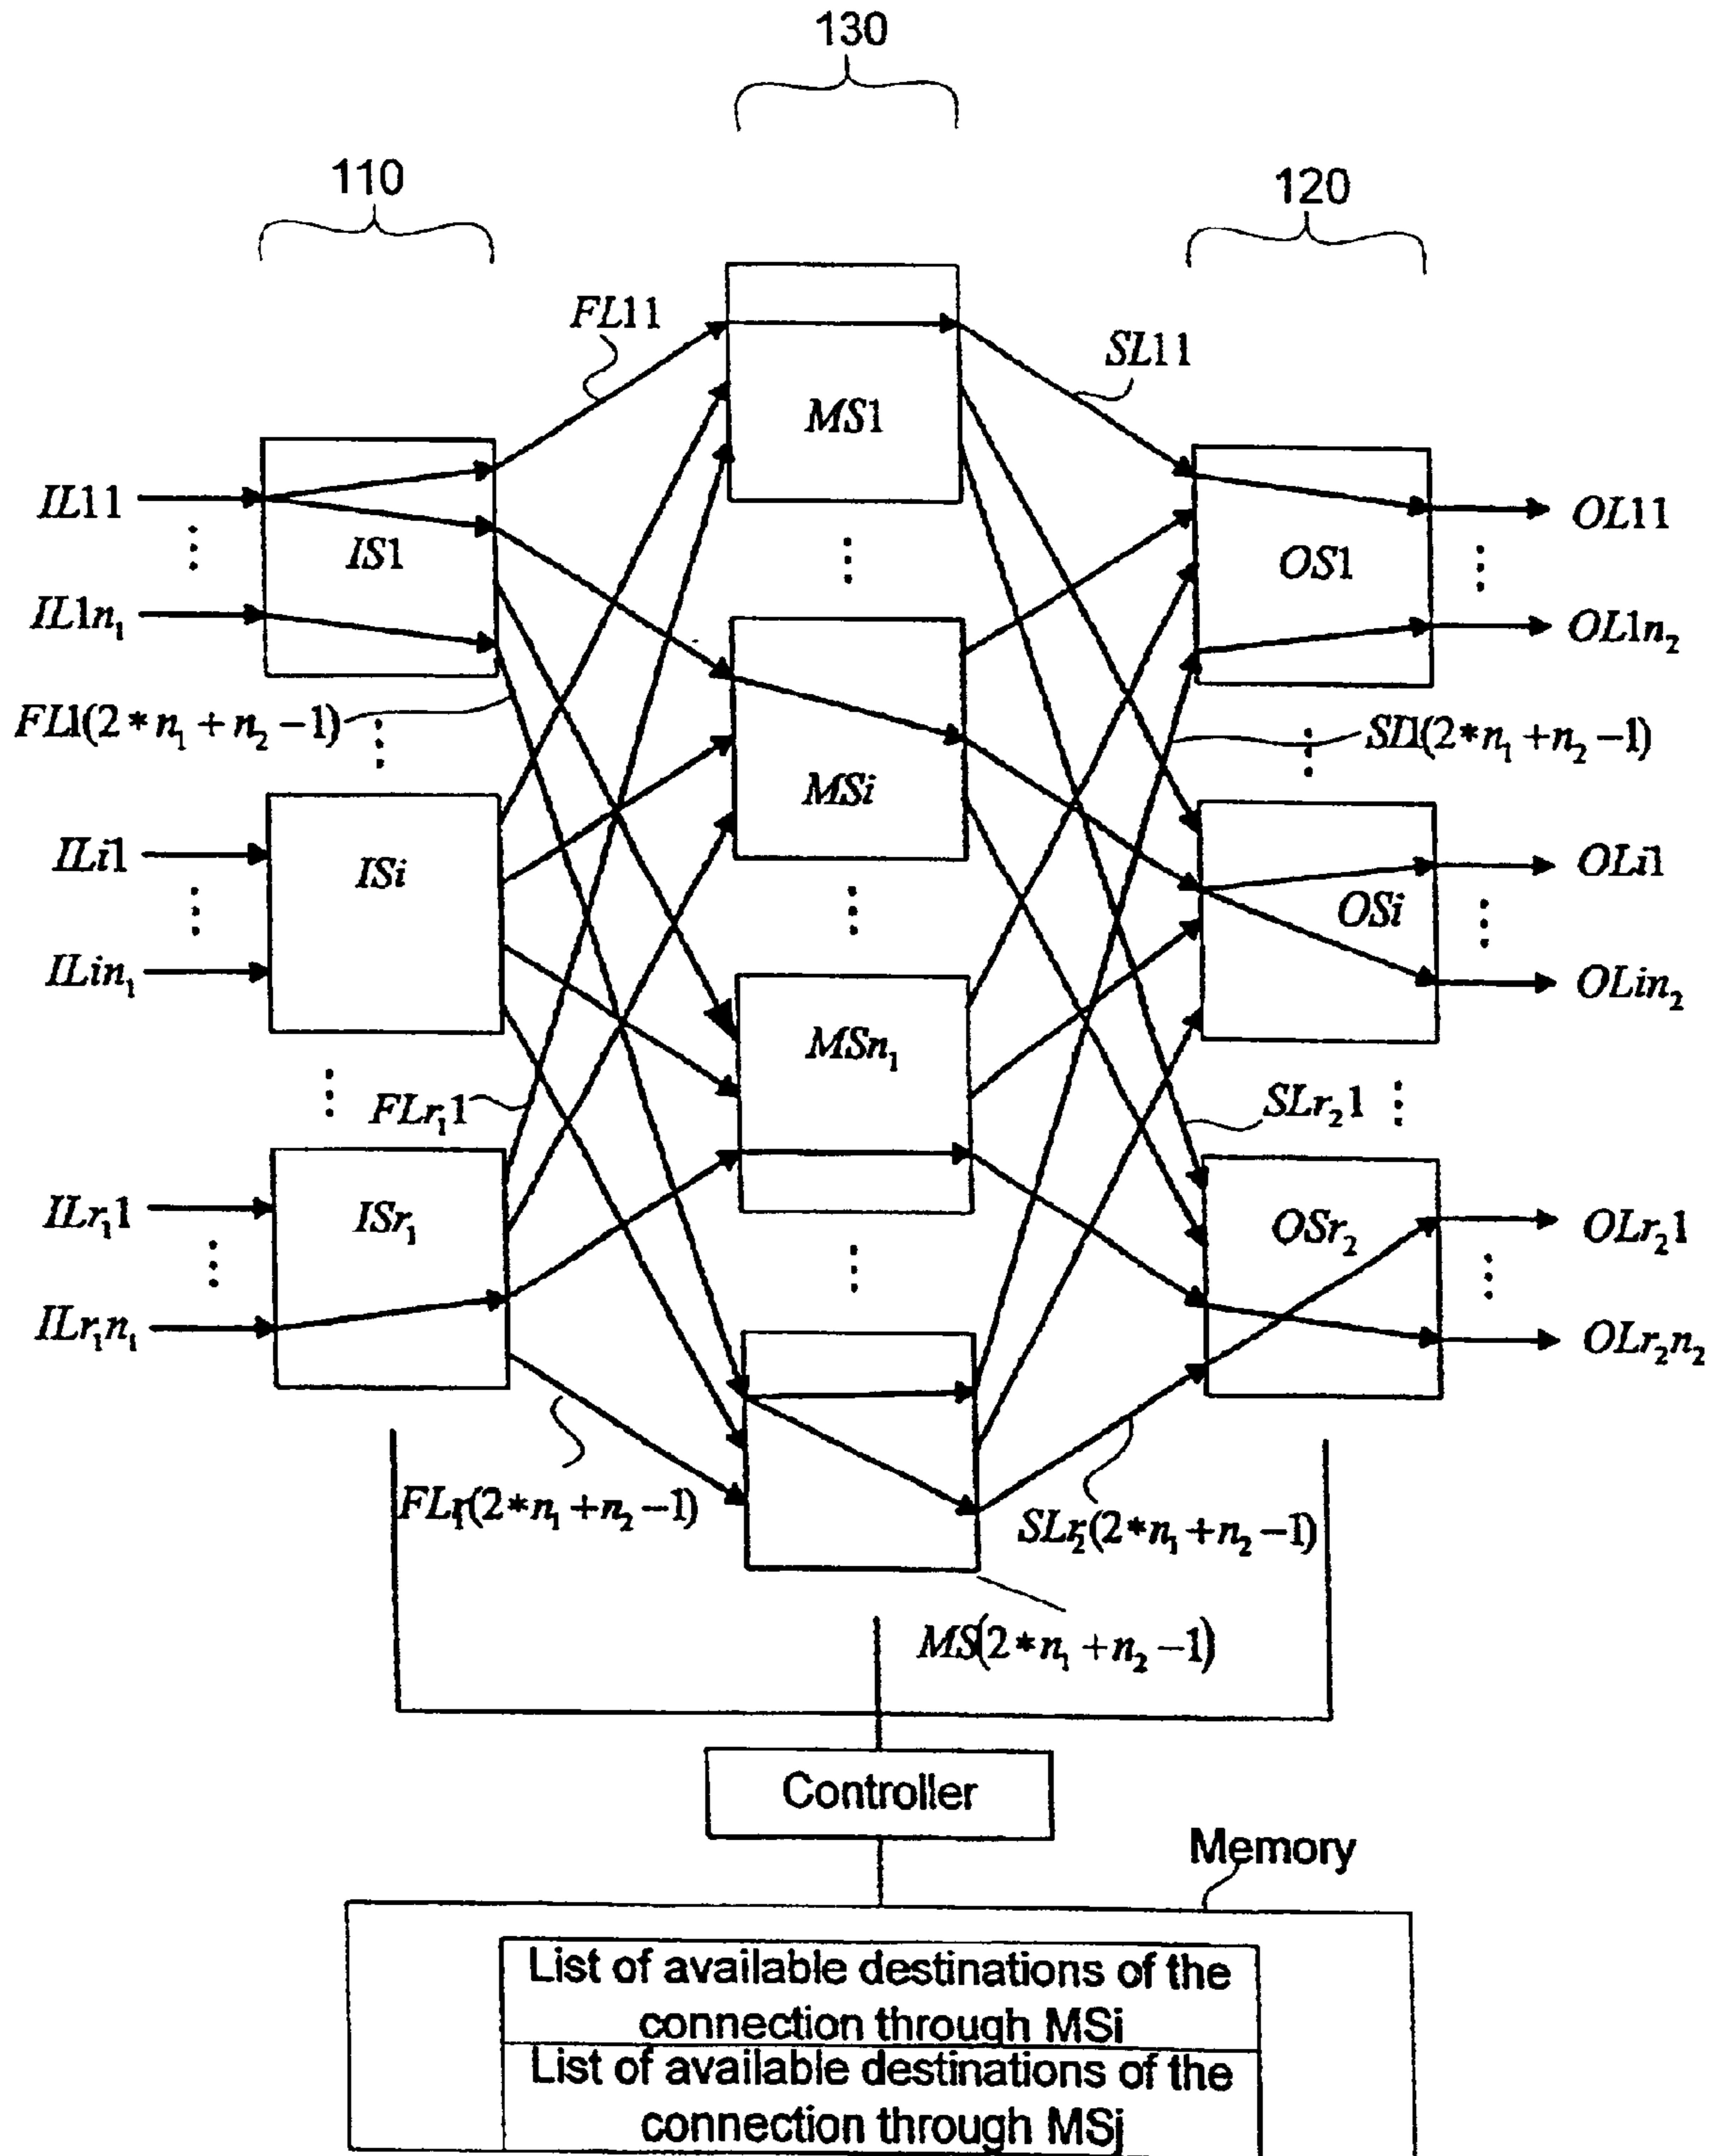 130
110
120
FL11
SL11
MS1
IL11
IS1
IL1n₁
OL11
OS1
OL1n₂
FL1(2*n₁+n₂-1)
SL1(2*n₁+n₂-1)
MSi
ILi1
ISi
ILin₁
OLi1
OSi
OLin₂
MSn₁
FLr₁1
SLr₂1
ILr₁1
ISr₁
ILr₁n₁
OSr₂
OLr₂1
OLr₂n₂
FLr₁(2*n₁+n₂-1)
SLr₂(2*n₁+n₂-1)
MS(2*n₁+n₂-1)
Controller
Memory
List of available destinations of the
connection through MSi
List of available destinations of the
connection through MSj